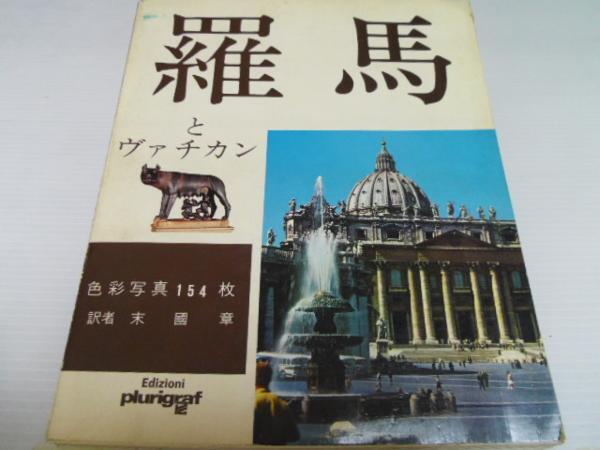 羅馬
と
ヴァチカン
色彩写真154枚
訳者 末國章
Edizioni
plurigraf